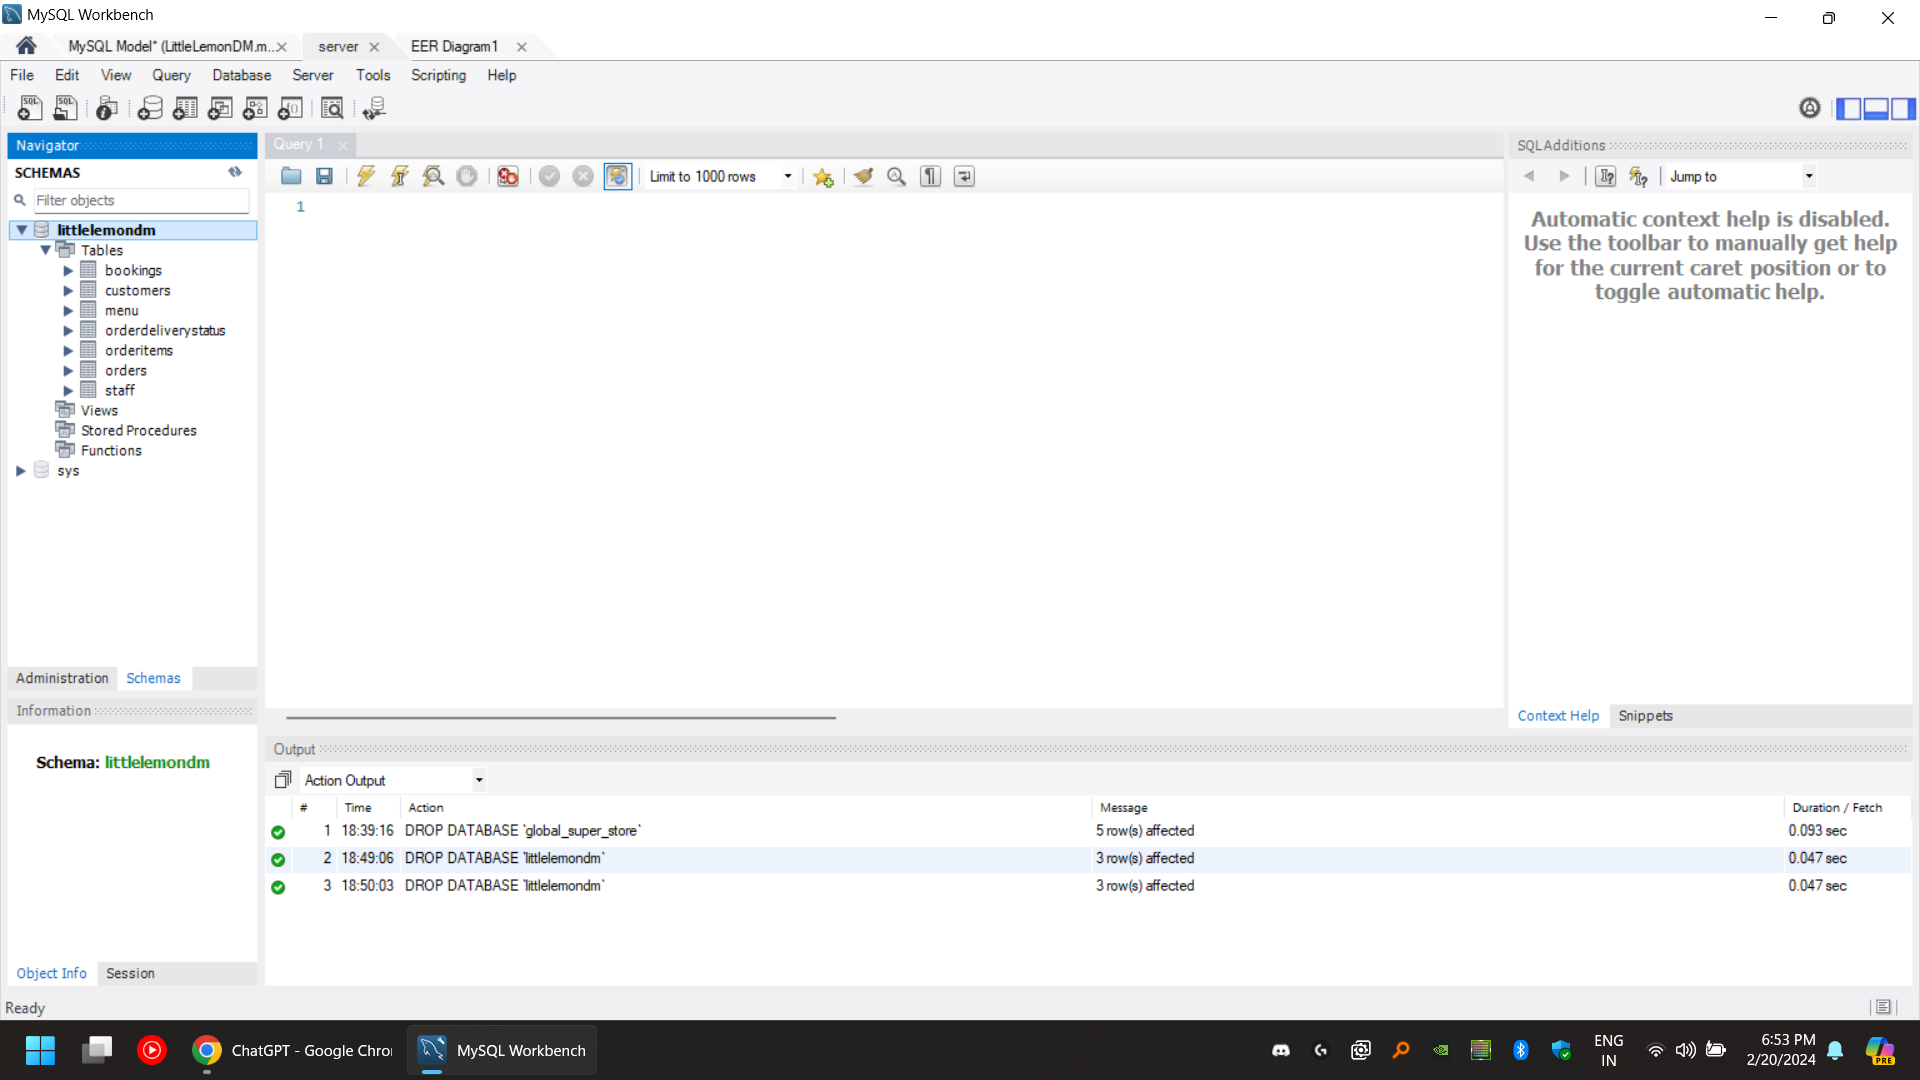 MySQL Workbench
MySQL Model* (LittleLemonDM.m...
server
EER Diagram1
File Edit View Query Database Server Tools Scripting Help
Navigator
SCHEMAS
Filter objects
littlelemondm
Tables
bookings
customers
menu
orderdeliverystatus
orderitems
orders
staff
Views
Stored Procedures
Functions
sys
Administration Schemas
Information
Schema: littlelemondm
Object Info Session
Query 1
Limit to 1000 rows
1
SQLAdditions
Jump to
Automatic context help is disabled.
Use the toolbar to manually get help
for the current caret position or to
toggle automatic help.
Context Help Snippets
Output
Action Output
# Time Action Message Duration / Fetch
1 18:39:16 DROP DATABASE `global_super_store` 5 row(s) affected 0.093 sec
2 18:49:06 DROP DATABASE `littlelemondm` 3 row(s) affected 0.047 sec
3 18:50:03 DROP DATABASE `littlelemondm` 3 row(s) affected 0.047 sec
Ready
ChatGPT - Google Chro
MySQL Workbench
ENG
IN
6:53 PM
2/20/2024
PRE